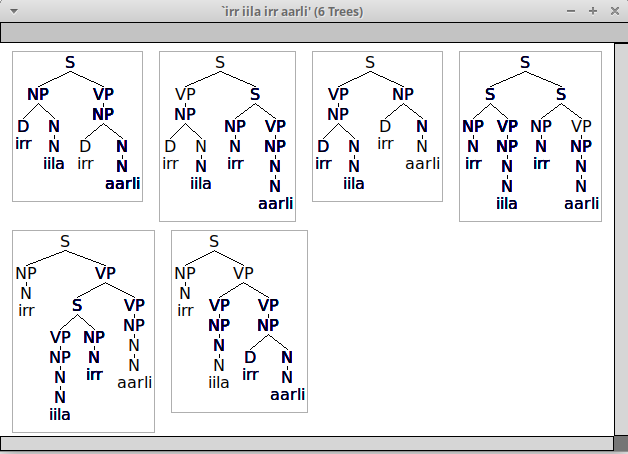 `irr iila irr aarli' (6 Trees)
S
NP VP
NP
D N
irr N D N
iila irr N
aarli
S
VP S
NP
NP VP
D N N NP
irr N irr N
iila N
aarli
S
VP NP
NP
D N
D N irr N
irr N aarli
iila
S
S S
NP VP NP VP
N NP N NP
irr N irr N
N N
iila aarli
S
NP VP
N
irr S VP
VP NP NP
NP N N
N irr N
N aarli
iila
S
NP VP
N
irr VP VP
NP NP
N
N D N
iila irr N
aarli